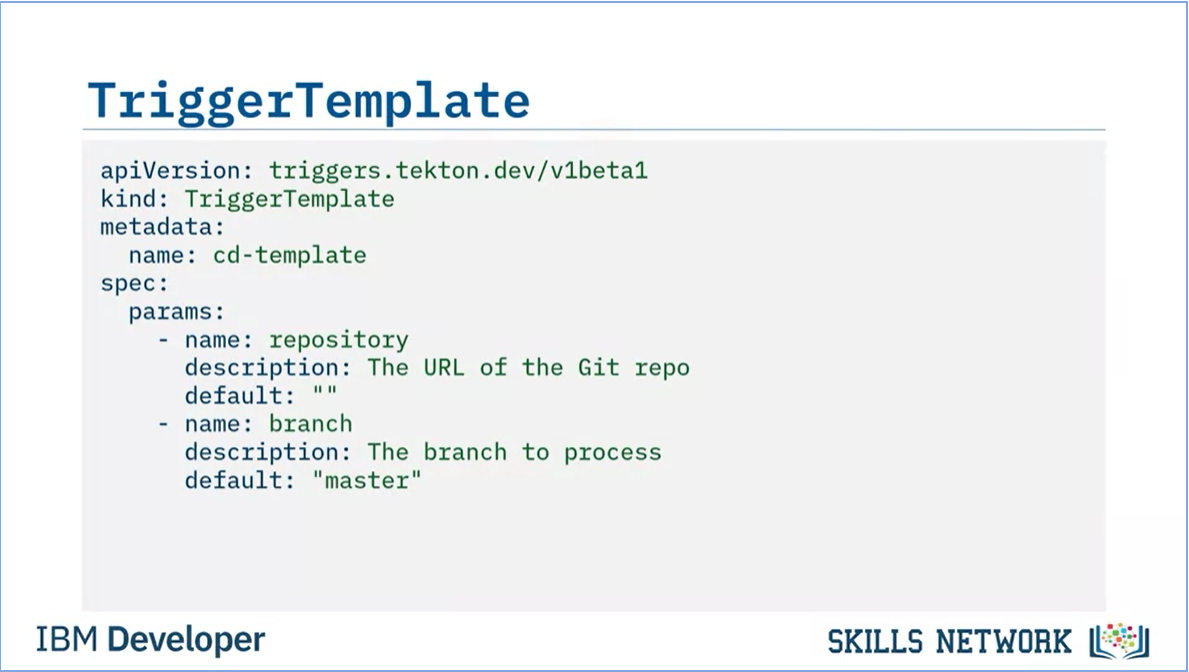 TriggerTemplate
apiVersion: triggers.tekton.dev/v1beta1
kind: TriggerTemplate
metadata:
  name: cd-template
spec:
  params:
    - name: repository
      description: The URL of the Git repo
      default: ""
    - name: branch
      description: The branch to process
      default: "master"
IBM Developer
SKILLS NETWORK